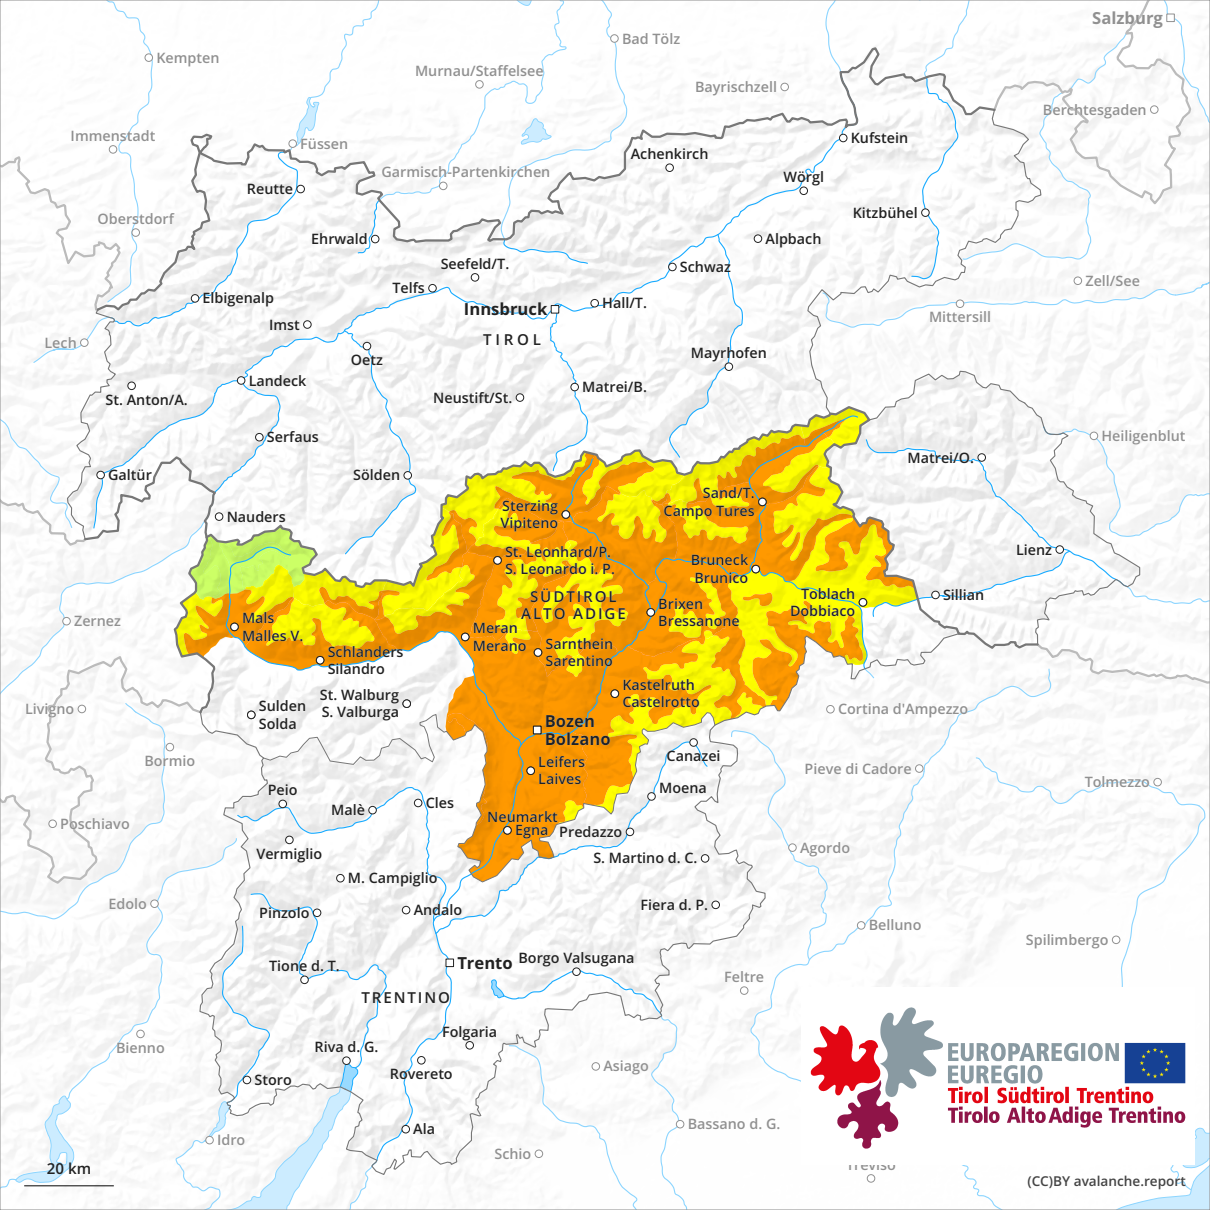 Salzburg
Bad Tölz
Kempten
Murnau/Staffelsee
Bayrischzell
Berchtesgaden
Immenstadt
Füssen
Kufstein
Achenkirch
Garmisch-Partenkirchen
Wörgl
Reutte
Oberstdorf
Kitzbühel
Ehrwald
Alpbach
Seefeld/T.
Schwaz
Zell/See
Telfs
Elbigenalp
Hall/T.
Innsbruck
Mittersill
Imst
TIROL
Lech
Oetz
Mayrhofen
Landeck
Matrei/B.
St. Anton/A.
Neustift/St.
Serfaus
Heiligenblut
Matrei/O.
Galtür
Sölden
Sand/T.
Campo Tures
Sterzing
Vipiteno
Nauders
St. Leonhard/P.
S. Leonardo i. P.
Bruneck
Brunico
Lienz
SÜDTIROL
ALTO ADIGE
Toblach
Dobbiaco
Sillian
Brixen
Bressanone
Mals
Malles V.
Zernez
Meran
Merano
Sarnthein
Sarentino
Schlanders
Silandro
Kastelruth
Castelrotto
St. Walburg
S. Valburga
Sulden
Solda
Livigno
Cortina d'Ampezzo
Bozen
Bolzano
Canazei
Bormio
Leifers
Laives
Pieve di Cadore
Tolmezzo
Peio
Moena
Malè
Cles
Neumarkt
Egna
Poschiavo
Predazzo
Vermiglio
Agordo
S. Martino d. C.
M. Campiglio
Edolo
Pinzolo
Andalo
Fiera d. P.
Belluno
Spilimbergo
Trento
Borgo Valsugana
Tione d. T.
Feltre
TRENTINO
Folgaria
Bienno
Riva d. G.
Rovereto
Asiago
Storo
EUROPAREGION
EUREGIO
Tirol Südtirol Trentino
Tirolo Alto Adige Trentino
Ala
Bassano d. G.
Idro
Schio
Treviso
20 km
(CC)BY avalanche.report